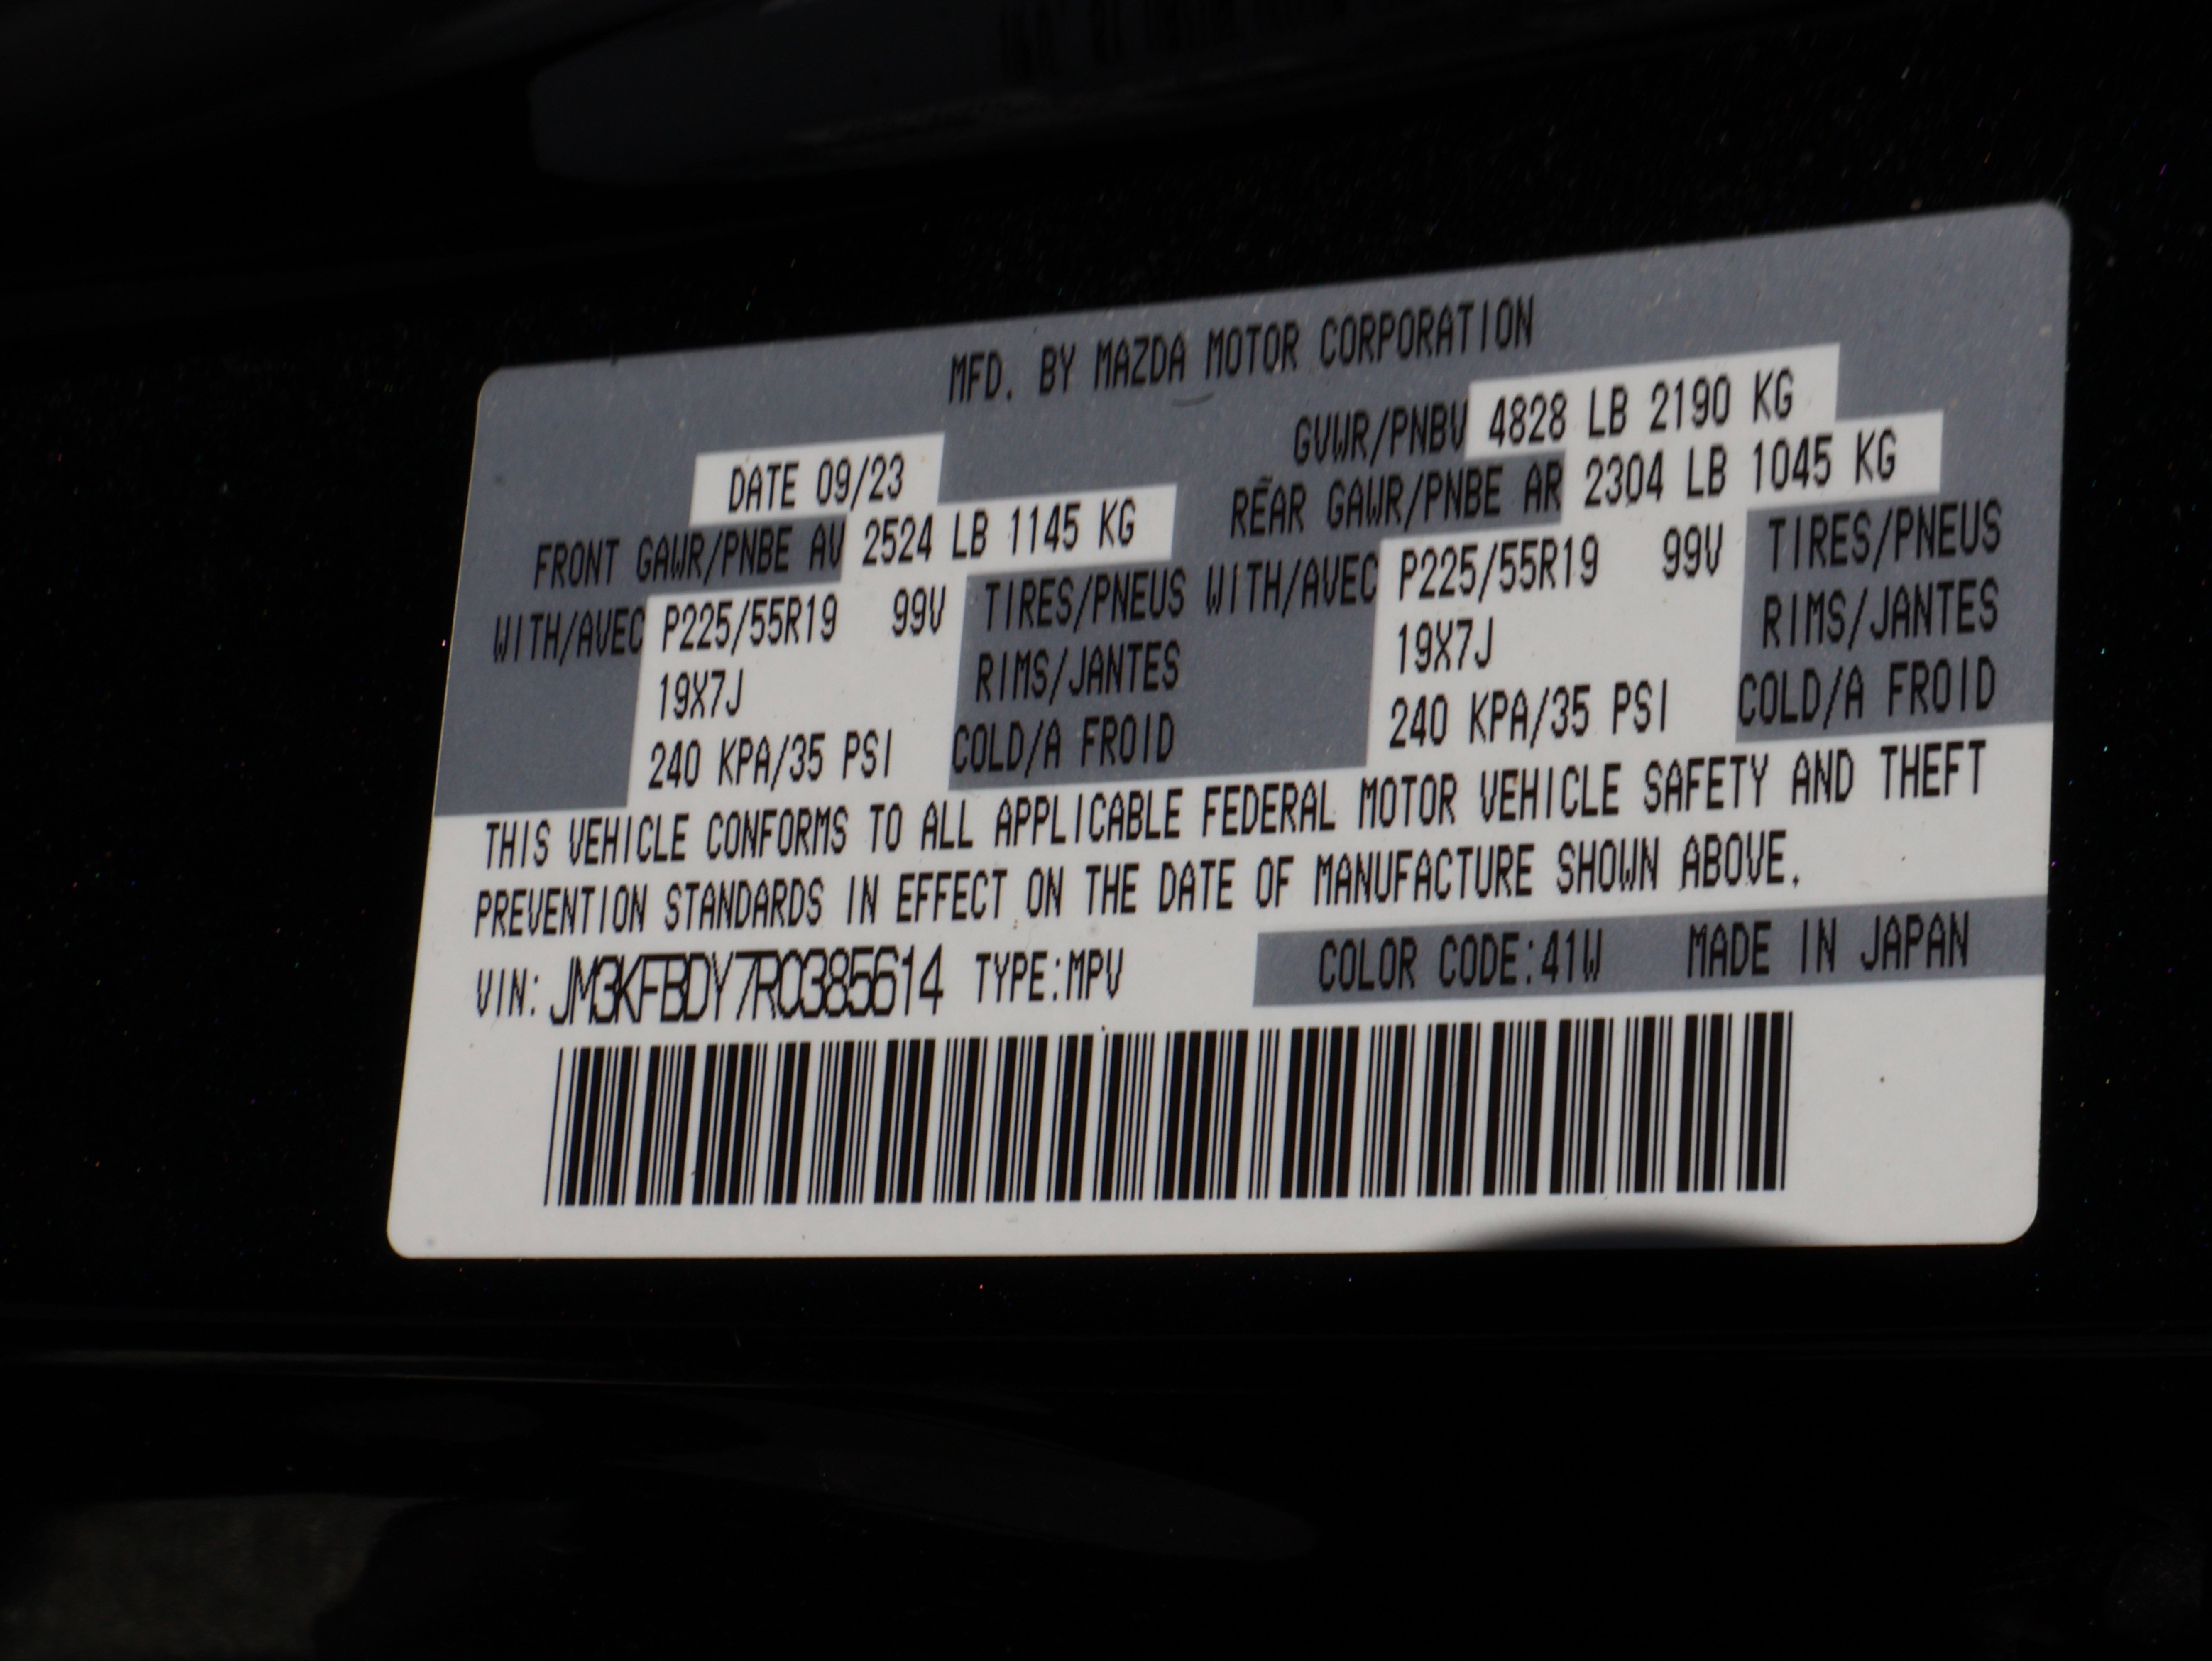 MFD. BY MAZDA MOTOR CORPORATION
DATE 09/23 GVWR/PNBV 4828 LB 2190 KG
FRONT GAWR/PNBE AV 2524 LB 1145 KG REAR GAWR/PNBE AR 2304 LB 1045 KG
WITH/AVEC P225/55R19 99V TIRES/PNEUS WITH/AVEC P225/55R19 99V TIRES/PNEUS
19X7J RIMS/JANTES 19X7J RIMS/JANTES
240 KPA/35 PSI COLD/A FROID 240 KPA/35 PSI COLD/A FROID
THIS VEHICLE CONFORMS TO ALL APPLICABLE FEDERAL MOTOR VEHICLE SAFETY AND THEFT
PREVENTION STANDARDS IN EFFECT ON THE DATE OF MANUFACTURE SHOWN ABOVE.
VIN: JM3KFBDY7R0385614 TYPE:MPV COLOR CODE:41W MADE IN JAPAN